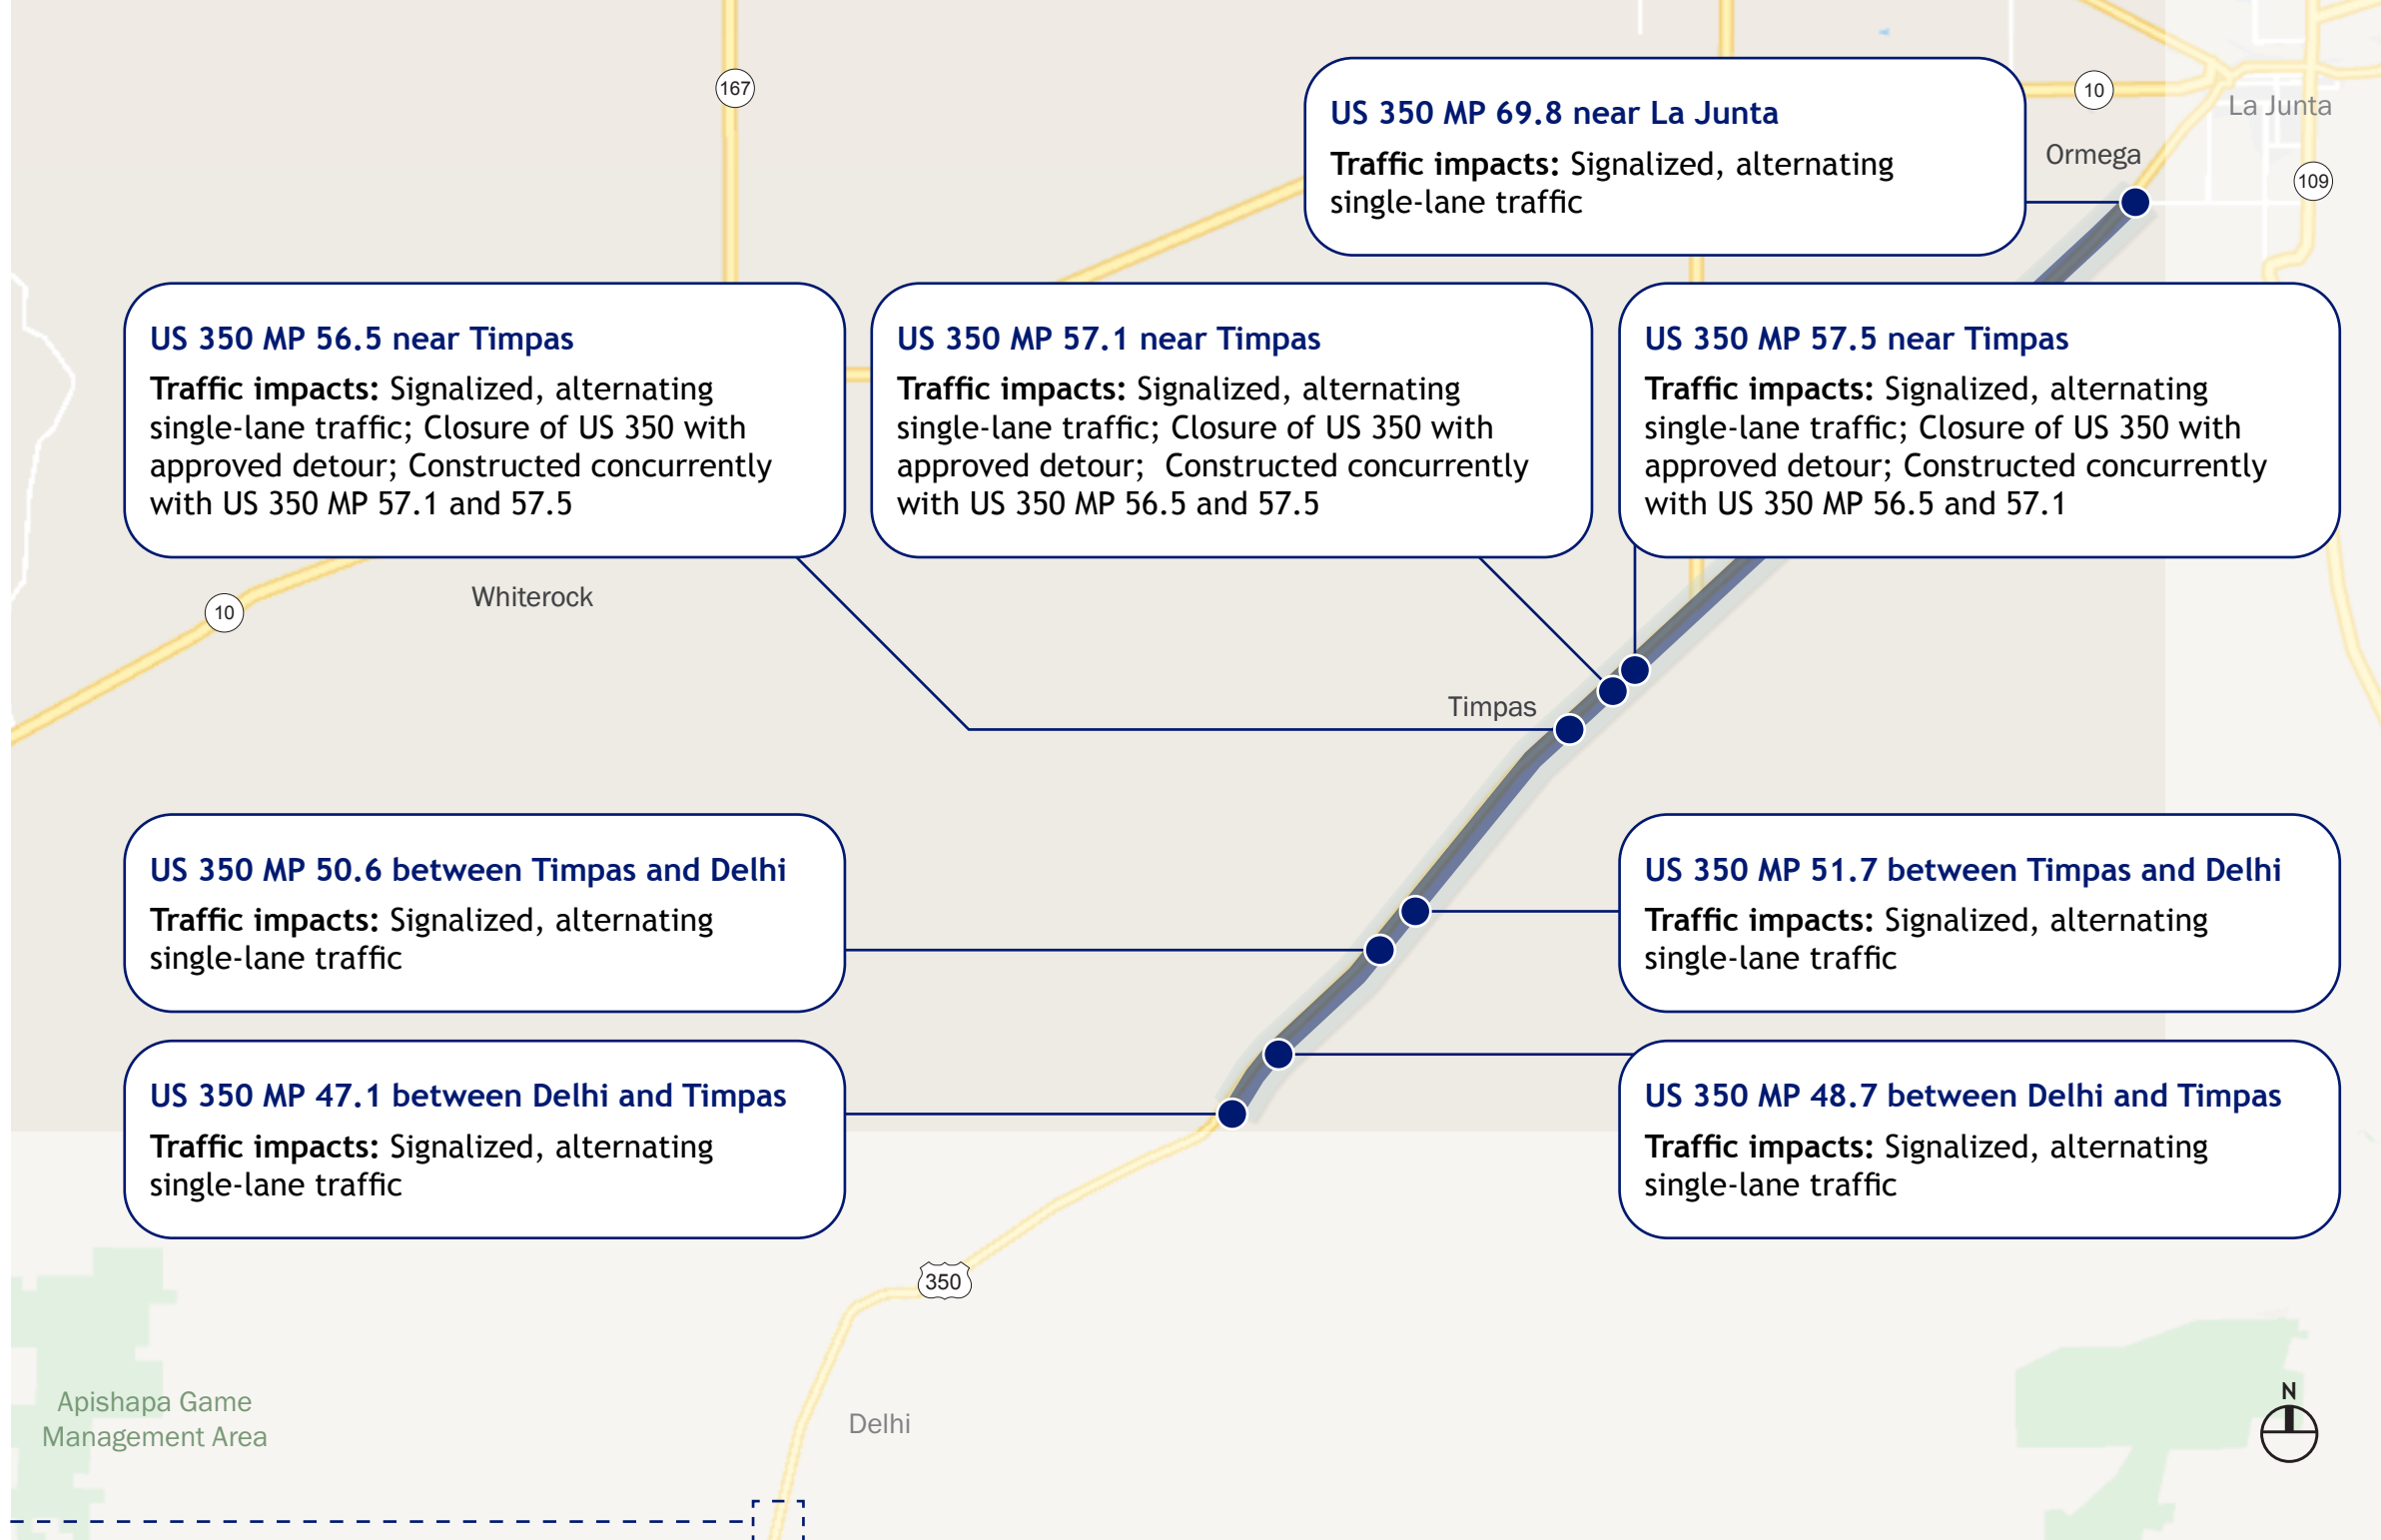 167
10
La Junta
Ormega
109
US 350 MP 69.8 near La Junta
Traffic impacts: Signalized, alternating
single-lane traffic
US 350 MP 56.5 near Timpas
Traffic impacts: Signalized, alternating
single-lane traffic; Closure of US 350 with
approved detour; Constructed concurrently
with US 350 MP 57.1 and 57.5
US 350 MP 57.1 near Timpas
Traffic impacts: Signalized, alternating
single-lane traffic; Closure of US 350 with
approved detour;  Constructed concurrently
with US 350 MP 56.5 and 57.5
US 350 MP 57.5 near Timpas
Traffic impacts: Signalized, alternating
single-lane traffic; Closure of US 350 with
approved detour; Constructed concurrently
with US 350 MP 56.5 and 57.1
10
Whiterock
Timpas
US 350 MP 50.6 between Timpas and Delhi
Traffic impacts: Signalized, alternating
single-lane traffic
US 350 MP 51.7 between Timpas and Delhi
Traffic impacts: Signalized, alternating
single-lane traffic
US 350 MP 47.1 between Delhi and Timpas
Traffic impacts: Signalized, alternating
single-lane traffic
US 350 MP 48.7 between Delhi and Timpas
Traffic impacts: Signalized, alternating
single-lane traffic
350
Apishapa Game
Management Area
Delhi
N